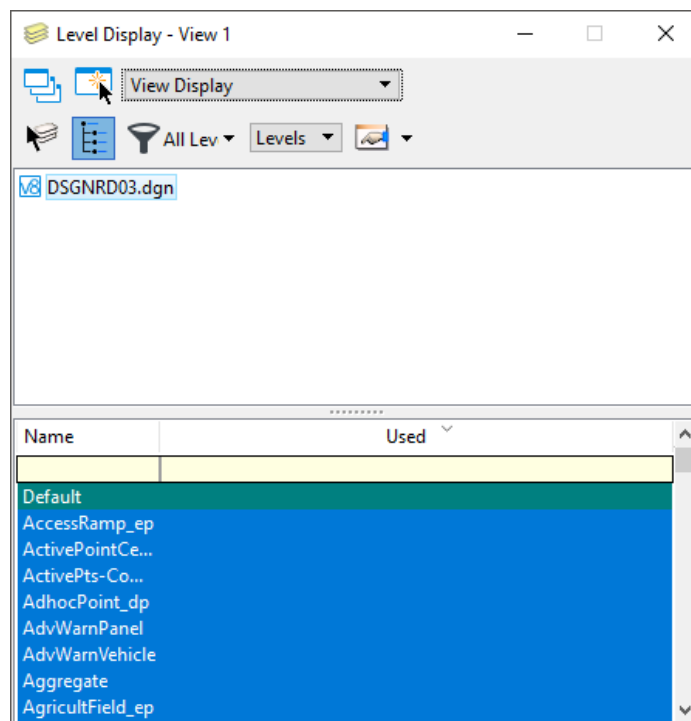 Level Display - View 1
View Display
All Lev Levels
V8 DSGNRD03.dgn
Name Used
Default
AccessRamp_ep
ActivePointCe...
ActivePts-Co...
AdhocPoint_dp
AdvWarnPanel
AdvWarnVehicle
Aggregate
AgricultField_ep